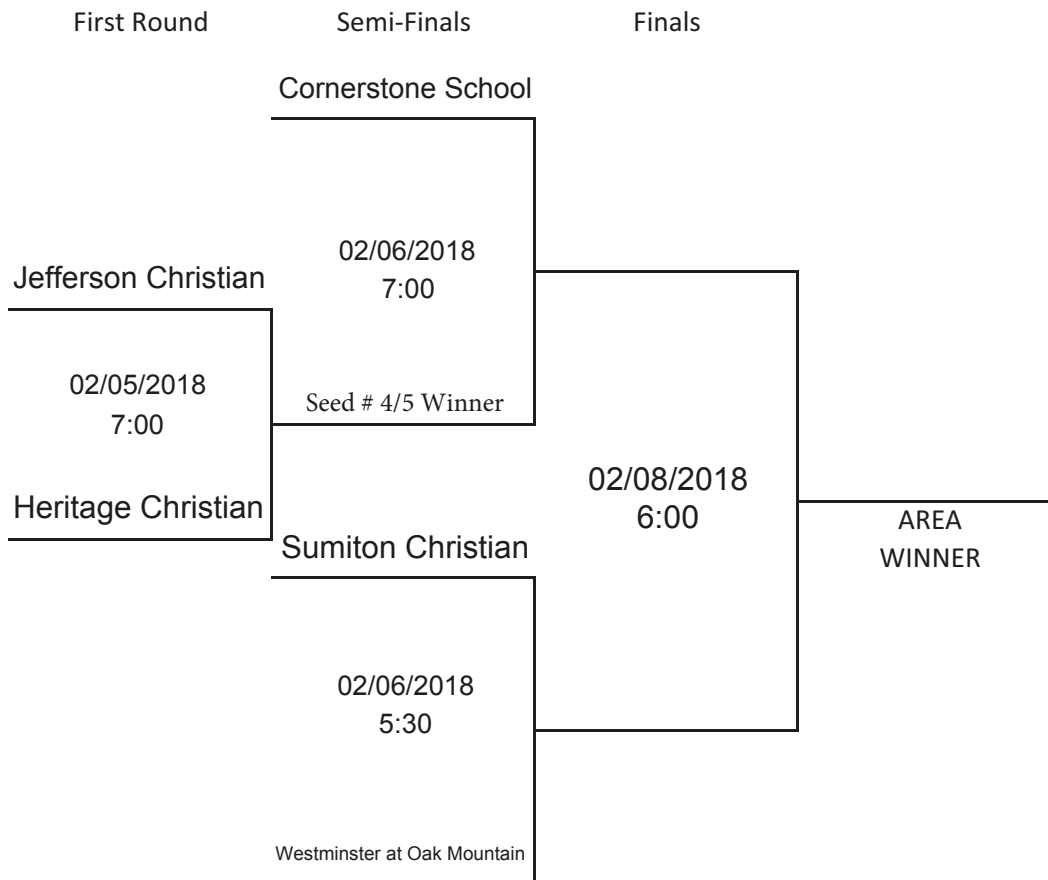 First Round
Semi-Finals
Finals
Cornerstone School
02/06/2018
7:00
Jefferson Christian
02/05/2018
7:00
Seed # 4/5 Winner
Heritage Christian
02/08/2018
6:00
AREA
WINNER
Sumiton Christian
02/06/2018
5:30
Westminster at Oak Mountain